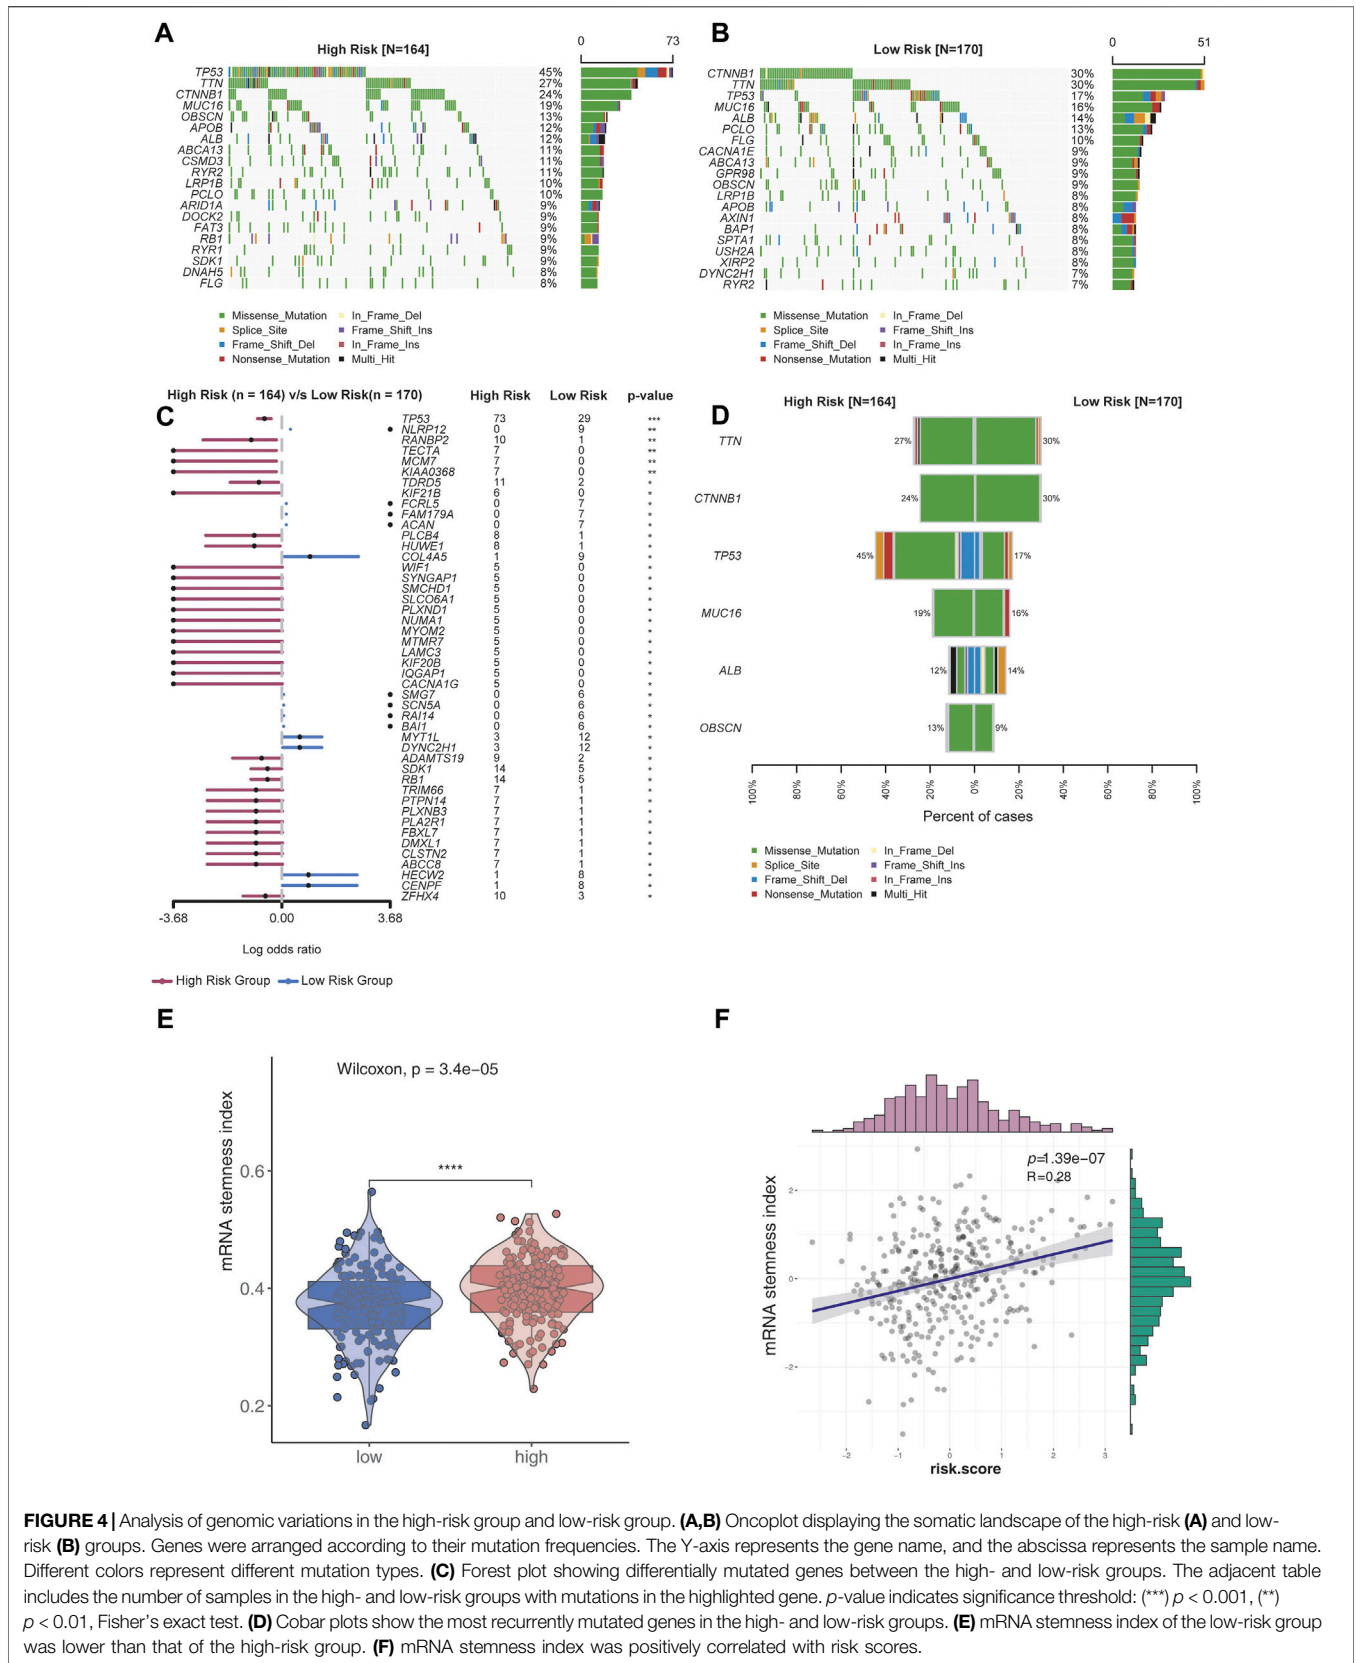 A
High Risk [N=164]
0 73
TP53 45%
TTN 27%
CTNNB1 24%
MUC16 19%
OBSCN 13%
APOB 12%
ALB 12%
ABCA13 11%
CSMD3 11%
RYR2 11%
LRP1B 10%
PCLO 10%
ARID1A 9%
DOCK2 9%
FAT3 9%
RB1 9%
RYR1 9%
SDK1 9%
DNAH5 8%
FLG 8%
Missense_Mutation In_Frame_Del
Splice_Site Frame_Shift_Ins
Frame_Shift_Del In_Frame_Ins
Nonsense_Mutation Multi_Hit
B
Low Risk [N=170]
0 51
CTNNB1 30%
TTN 30%
TP53 17%
MUC16 16%
ALB 14%
PCLO 13%
FLG 10%
CACNA1E 9%
ABCA13 9%
GPR98 9%
OBSCN 9%
LRP1B 8%
APOB 8%
AXIN1 8%
BAP1 8%
SPTA1 8%
USH2A 8%
XIRP2 8%
DYNC2H1 7%
RYR2 7%
Missense_Mutation In_Frame_Del
Splice_Site Frame_Shift_Ins
Frame_Shift_Del In_Frame_Ins
Nonsense_Mutation Multi_Hit
C
High Risk (n = 164) v/s Low Risk(n = 170) High Risk Low Risk p-value
TP53 73 29 ***
NLRP12 0 9 **
RANBP2 10 1 **
TECTA 7 0 **
MCM7 7 0 **
KIAA0368 7 0 **
TDRD5 11 2 *
KIF21B 6 0 *
FCRL5 0 7 *
FAM179A 0 7 *
ACAN 0 7 *
PLCB4 8 1 *
HUWE1 8 1 *
COL4A5 1 9 *
WIF1 5 0 *
SYNGAP1 5 0 *
SMCHD1 5 0 *
SLCO6A1 5 0 *
PLXND1 5 0 *
NUMA1 5 0 *
MYOM2 5 0 *
MTMR7 5 0 *
LAMC3 5 0 *
KIF20B 5 0 *
IQGAP1 5 0 *
CACNA1G 5 0 *
SMG7 0 6 *
SCN5A 0 6 *
RAI14 0 6 *
BAI1 0 6 *
MYT1L 3 12 *
DYNC2H1 3 12 *
ADAMTS19 9 2 *
SDK1 14 5 *
RB1 14 5 *
TRIM66 7 1 *
PTPN14 7 1 *
PLXNB3 7 1 *
PLA2R1 7 1 *
FBXL7 7 1 *
DMXL1 7 1 *
CLSTN2 7 1 *
ABCC8 7 1 *
HECW2 1 8 *
CENPF 1 8 *
ZFHX4 10 3 *
-3.68 0.00 3.68
Log odds ratio
High Risk Group Low Risk Group
D
High Risk [N=164] Low Risk [N=170]
TTN 27% 30%
CTNNB1 24% 30%
TP53 45% 17%
MUC16 19% 16%
ALB 12% 14%
OBSCN 13% 9%
100% 80% 60% 40% 20% 0% 20% 40% 60% 80% 100%
Percent of cases
Missense_Mutation In_Frame_Del
Splice_Site Frame_Shift_Ins
Frame_Shift_Del In_Frame_Ins
Nonsense_Mutation Multi_Hit
E
Wilcoxon, p = 3.4e−05
****
mRNA stemness index
0.6
0.4
0.2
low high
F
p=1.39e−07
R=0.28
mRNA stemness index
2
0
−2
−2 −1 0 1 2 3
risk.score
FIGURE 4 | Analysis of genomic variations in the high-risk group and low-risk group. (A,B) Oncoplot displaying the somatic landscape of the high-risk (A) and low-
risk (B) groups. Genes were arranged according to their mutation frequencies. The Y-axis represents the gene name, and the abscissa represents the sample name.
Different colors represent different mutation types. (C) Forest plot showing differentially mutated genes between the high- and low-risk groups. The adjacent table
includes the number of samples in the high- and low-risk groups with mutations in the highlighted gene. p-value indicates significance threshold: (***) p < 0.001, (**)
p < 0.01, Fisher's exact test. (D) Cobar plots show the most recurrently mutated genes in the high- and low-risk groups. (E) mRNA stemness index of the low-risk group
was lower than that of the high-risk group. (F) mRNA stemness index was positively correlated with risk scores.